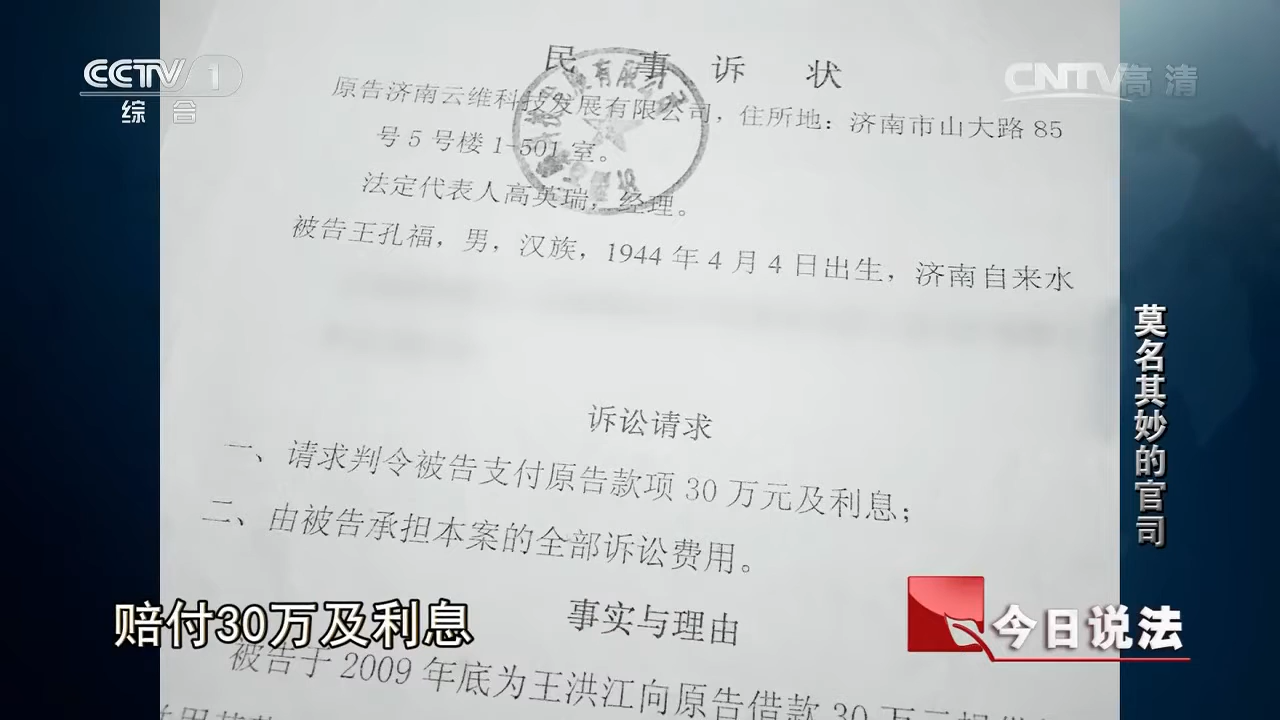 CCTV 1
综合
CNTV高清
民事诉状
原告济南云维科技发展有限公司，住所地：济南市山大路85
号5号楼1-501室。
法定代表人高英瑞，经理。
被告王孔福，男，汉族，1944年4月4日出生，济南自来水
诉讼请求
一、请求判令被告支付原告款项30万元及利息；
二、由被告承担本案的全部诉讼费用。
事实与理由
被告于2009年底为王洪江向原告借款30万元提供
莫名其妙的官司
赔付30万及利息
今日说法